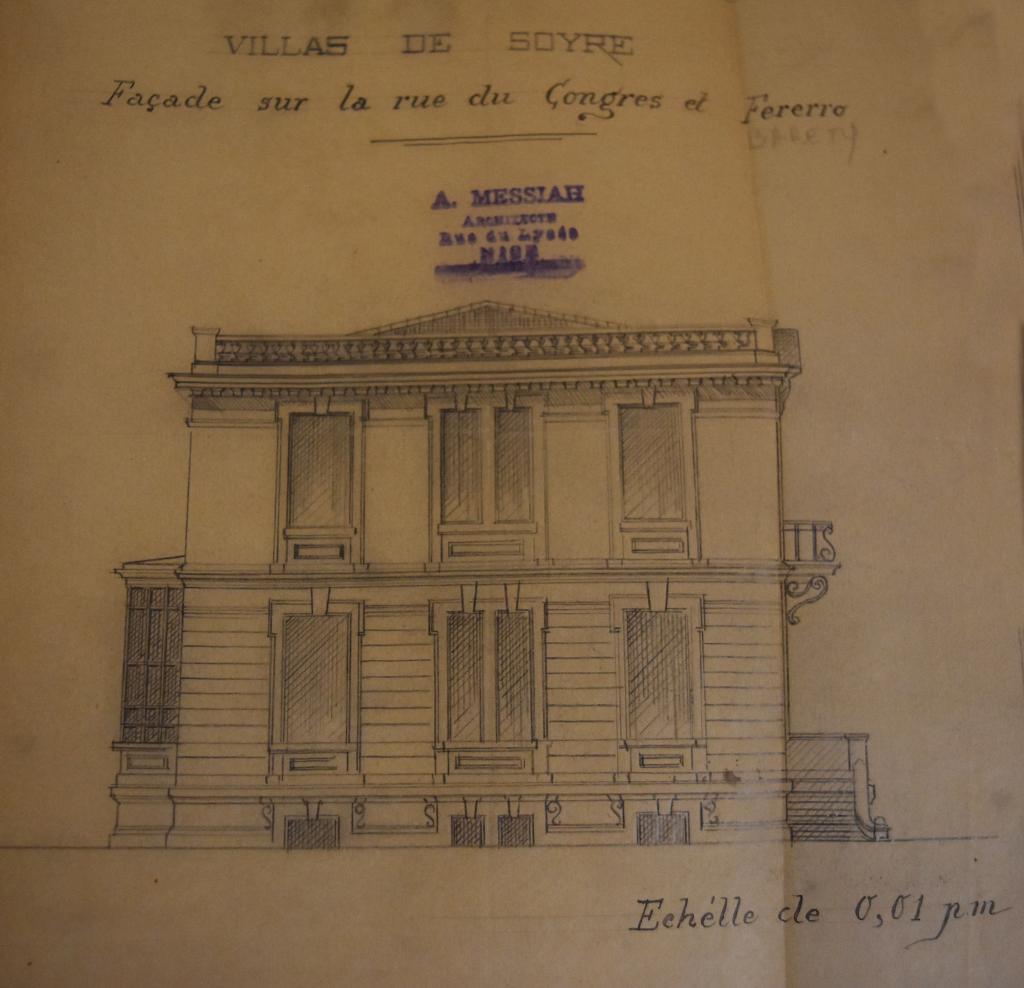 VILLAS DE SOYRE
Façade sur la rue du Congres et Fererro
BARETY
A. MESSIAH
ARCHITECTE
Rue du Lycée
NICE
Echélle de 0,01 pm